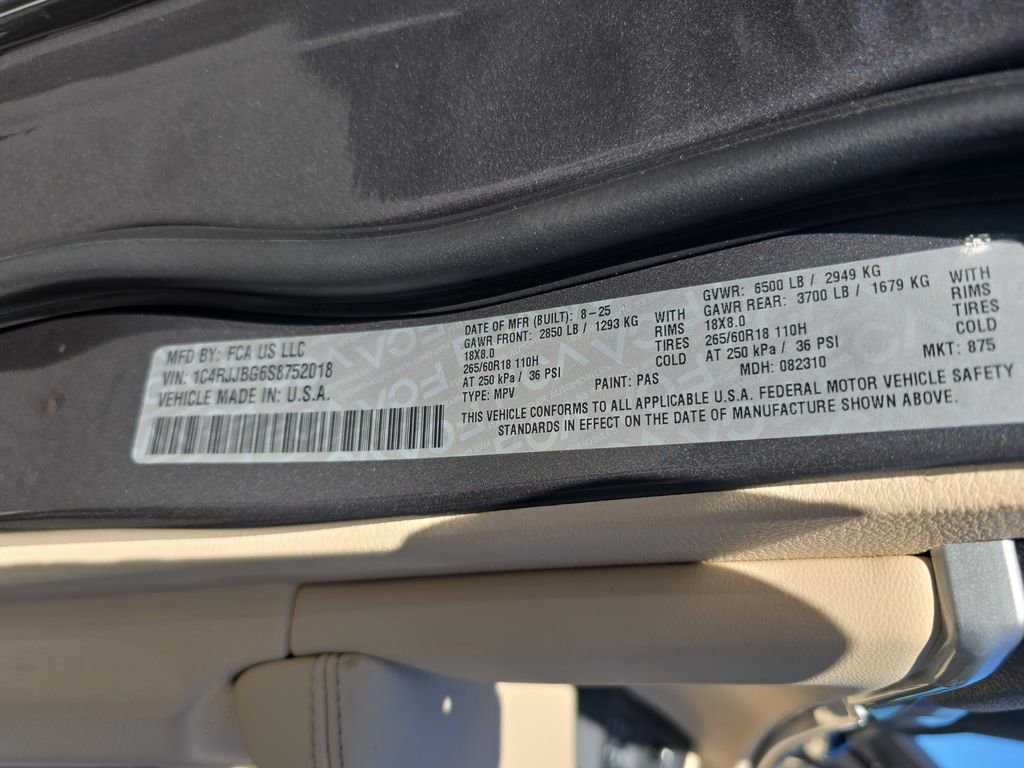 MFD BY: FCA US LLC
VIN: 1C4RJJBG6S8752018
VEHICLE MADE IN: U.S.A.
DATE OF MFR (BUILT): 8-25
GAWR FRONT: 2850 LB / 1293 KG WITH
18X8.0 RIMS
265/60R18 110H TIRES
AT 250 kPa / 36 PSI COLD
TYPE: MPV
PAINT: PAS
GVWR: 6500 LB / 2949 KG
GAWR REAR: 3700 LB / 1679 KG WITH
18X8.0 RIMS
265/60R18 110H TIRES
AT 250 kPa / 36 PSI COLD
MDH: 082310
MKT: 875
THIS VEHICLE CONFORMS TO ALL APPLICABLE U.S.A. FEDERAL MOTOR VEHICLE SAFETY
STANDARDS IN EFFECT ON THE DATE OF MANUFACTURE SHOWN ABOVE.